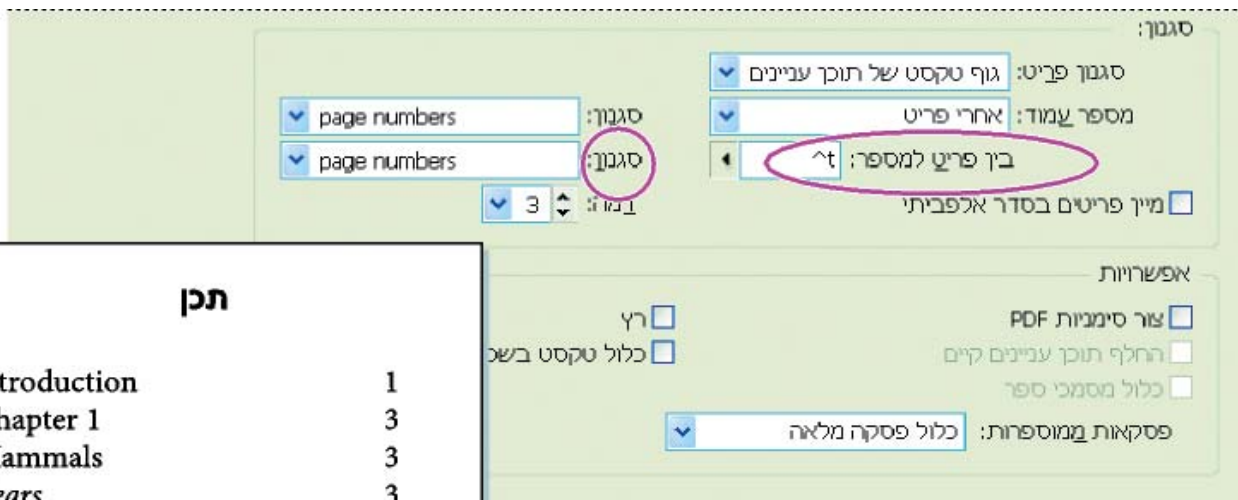 סגנון:
סגנון פריט: גוף טקסט של תוכן עניינים
מספר עמוד: אחרי פריט סגנון: page numbers
בין פריט למספר: ^t סגנון: page numbers
מיין פריטים בסדר אלפביתי רמה: 3
אפשרויות
צור סימניות PDF רץ
החלף תוכן עניינים קיים כלול טקסט
כלול מסמכי ספר
פסקאות ממוספרות: כלול פסקה מלאה
תכן
1
3
3
3